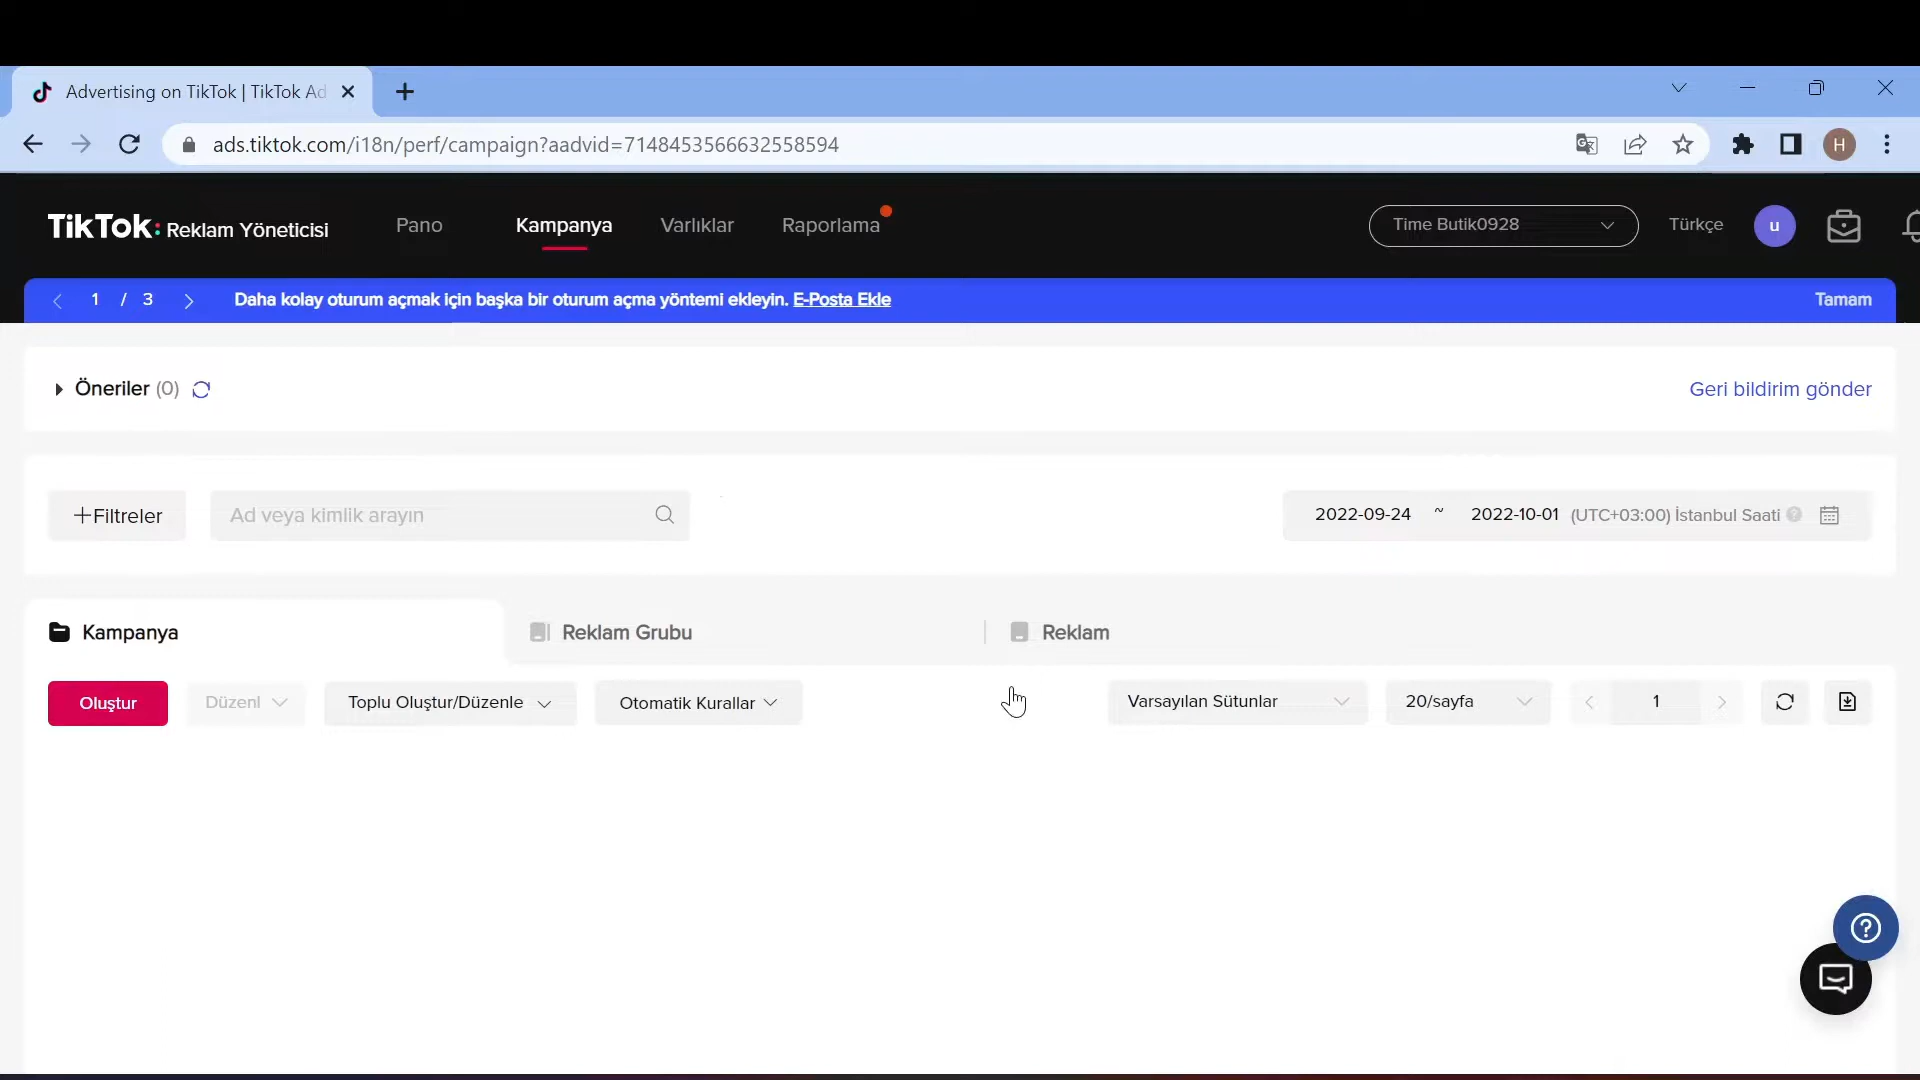 Advertising on TikTok | TikTok Ad
ads.tiktok.com/i18n/perf/campaign?aadvid=7148453566632558594
H
TikTok: Reklam Yöneticisi
Pano
Kampanya
Varlıklar
Raporlama
Time Butik0928
Türkçe
u
1 / 3
Daha kolay oturum açmak için başka bir oturum açma yöntemi ekleyin. E-Posta Ekle
Tamam
Öneriler (0)
Geri bildirim gönder
+Filtreler
Ad veya kimlik arayın
2022-09-24 ~ 2022-10-01 (UTC+03:00) İstanbul Saati
Kampanya
Reklam Grubu
Reklam
Oluştur
Düzenl
Toplu Oluştur/Düzenle
Otomatik Kurallar
Varsayılan Sütunlar
20/sayfa
1